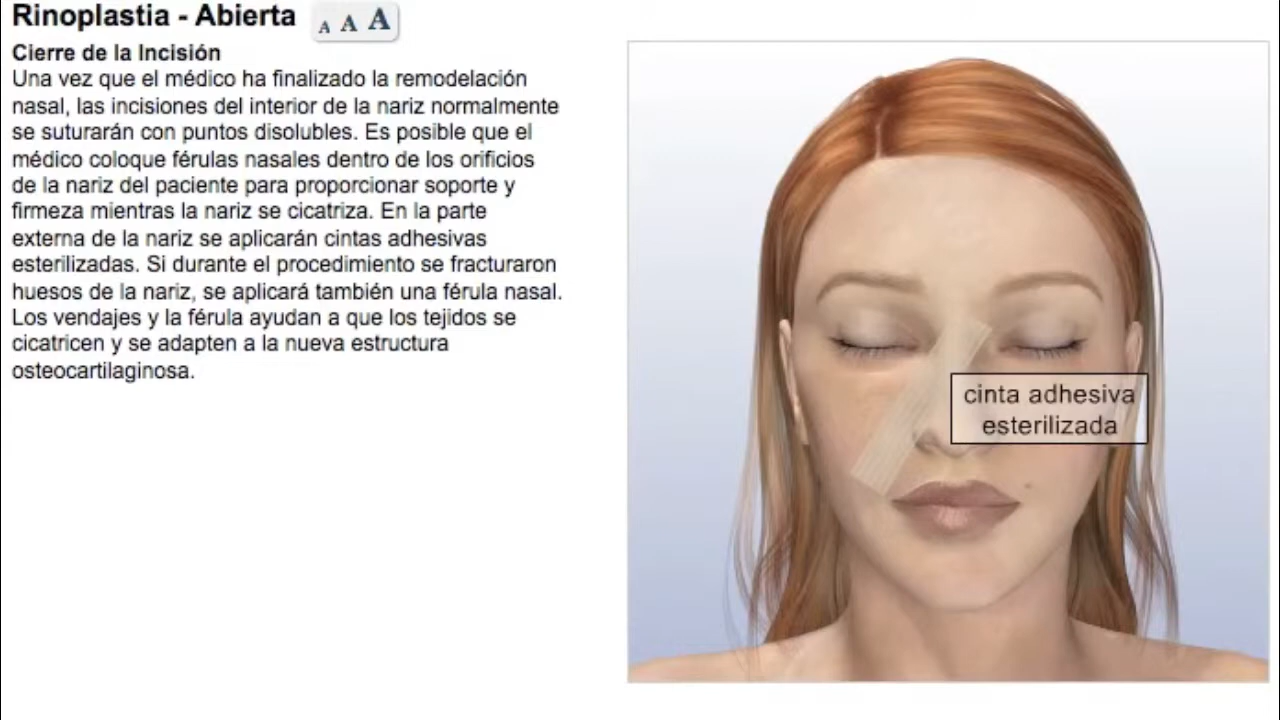 Rinoplastia - Abierta
A A A
Cierre de la Incisión
Una vez que el médico ha finalizado la remodelación
nasal, las incisiones del interior de la nariz normalmente
se suturarán con puntos disolubles. Es posible que el
médico coloque férulas nasales dentro de los orificios
de la nariz del paciente para proporcionar soporte y
firmeza mientras la nariz se cicatriza. En la parte
externa de la nariz se aplicarán cintas adhesivas
esterilizadas. Si durante el procedimiento se fracturaron
huesos de la nariz, se aplicará también una férula nasal.
Los vendajes y la férula ayudan a que los tejidos se
cicatricen y se adapten a la nueva estructura
osteocartilaginosa.
cinta adhesiva
esterilizada